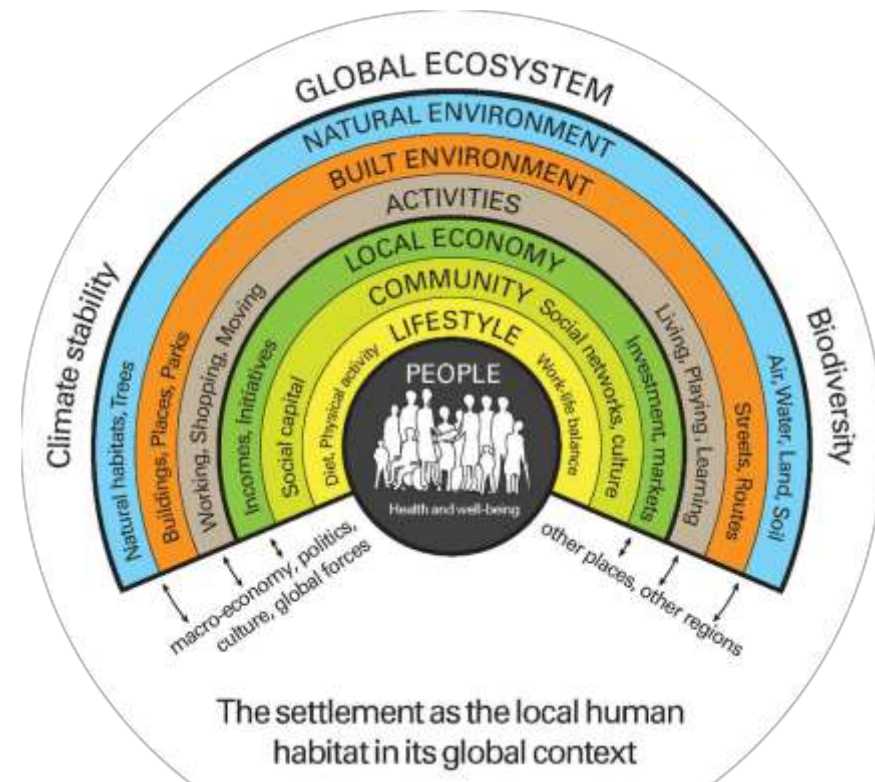 GLOBAL ECOSYSTEM
NATURAL ENVIRONMENT
BUILT ENVIRONMENT
ACTIVITIES
LOCAL ECONOMY
COMMUNITY
LIFESTYLE
PEOPLE
Health and well-being
Climate stability
Natural habitats, Trees
Buildings, Places, Parks
Working, Shopping, Moving
Incomes, Initiatives
Social capital
Diet, Physical activity
Work-life balance
Social networks, culture
Investment, markets
Living, Playing, Learning
Streets, Routes
Air, Water, Land, Soil
Biodiversity
macro-economy, politics,
culture, global forces
other places, other regions
The settlement as the local human
habitat in its global context